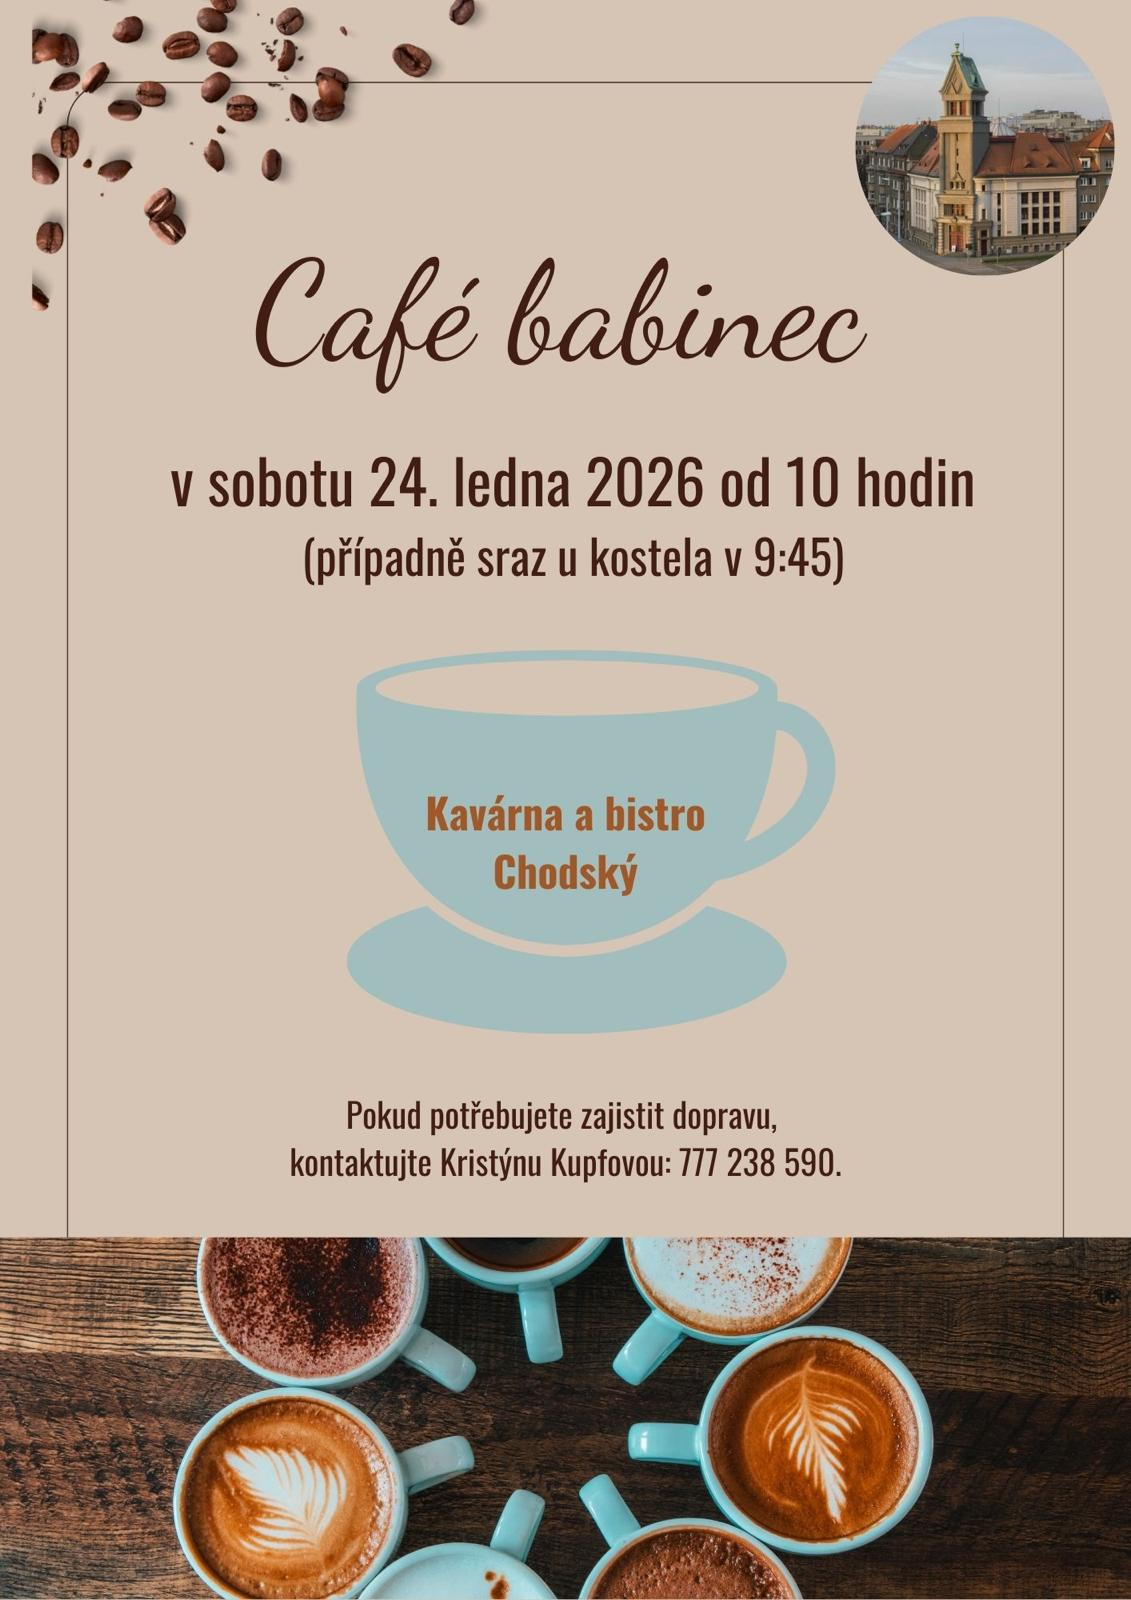 Café babinec
v sobotu 24. ledna 2026 od 10 hodin
(případně sraz u kostela v 9:45)
Kavárna a bistro
Chodský
Pokud potřebujete zajistit dopravu,
kontaktujte Kristýnu Kupfovou: 777 238 590.